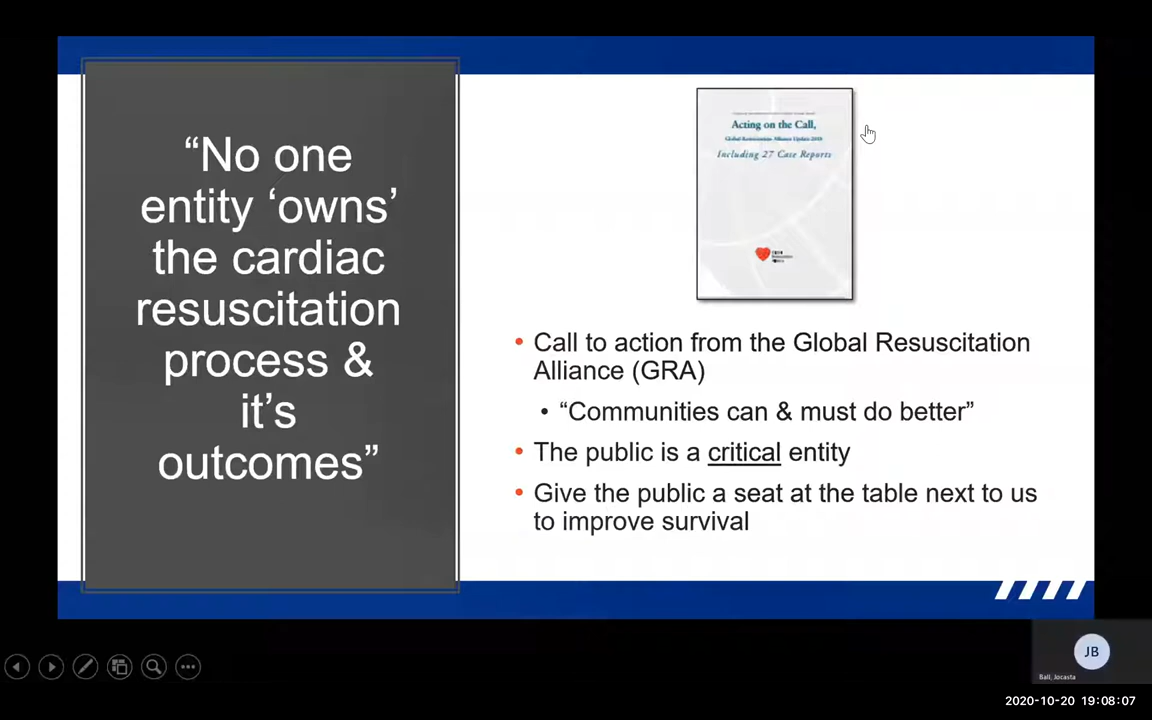 “No one
entity ‘owns’
the cardiac
resuscitation
process &
it’s
outcomes”
Acting on the Call,
Global Resuscitation Alliance Update 2018
Including 27 Case Reports
• Call to action from the Global Resuscitation
Alliance (GRA)
• “Communities can & must do better”
• The public is a critical entity
• Give the public a seat at the table next to us
to improve survival
JB
Bali, Jocasta
2020-10-20 19:08:07